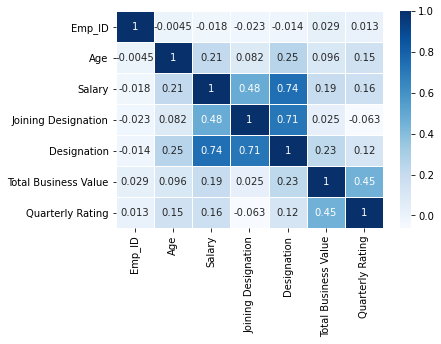 Emp_ID 1 -0.0045 -0.018 -0.023 -0.014 0.029 0.013
Age -0.0045 1 0.21 0.082 0.25 0.096 0.15
Salary -0.018 0.21 1 0.48 0.74 0.19 0.16
Joining Designation -0.023 0.082 0.48 1 0.71 0.025 -0.063
Designation -0.014 0.25 0.74 0.71 1 0.23 0.12
Total Business Value 0.029 0.096 0.19 0.025 0.23 1 0.45
Quarterly Rating 0.013 0.15 0.16 -0.063 0.12 0.45 1
Emp_ID
Age
Salary
Joining Designation
Designation
Total Business Value
Quarterly Rating
1.0
0.8
0.6
0.4
0.2
0.0